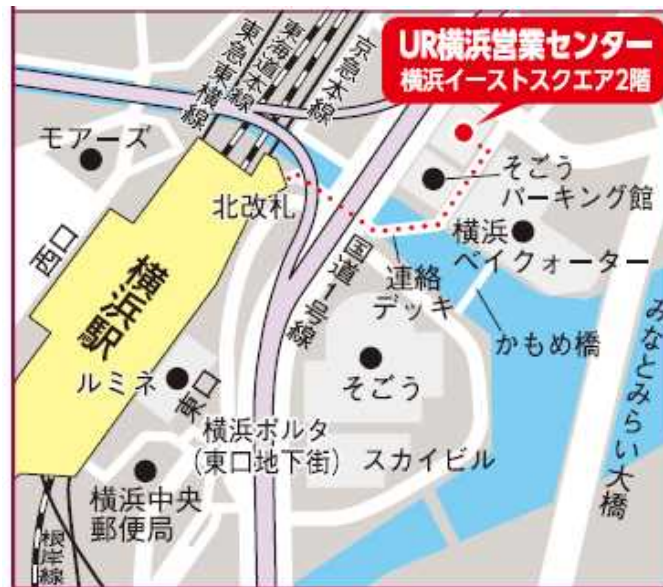 UR横浜営業センター
横浜イーストスクエア2階
京急本線
東海道本線
東急東横線
モアーズ
そごう
パーキング館
北改札
横浜
ベイクォーター
西口
国道1号線
連絡
デッキ
横浜駅
かもめ橋
みなとみらい大橋
ルミネ
そごう
東口
横浜ポルタ
(東口地下街)
スカイビル
横浜中央
郵便局
根岸線